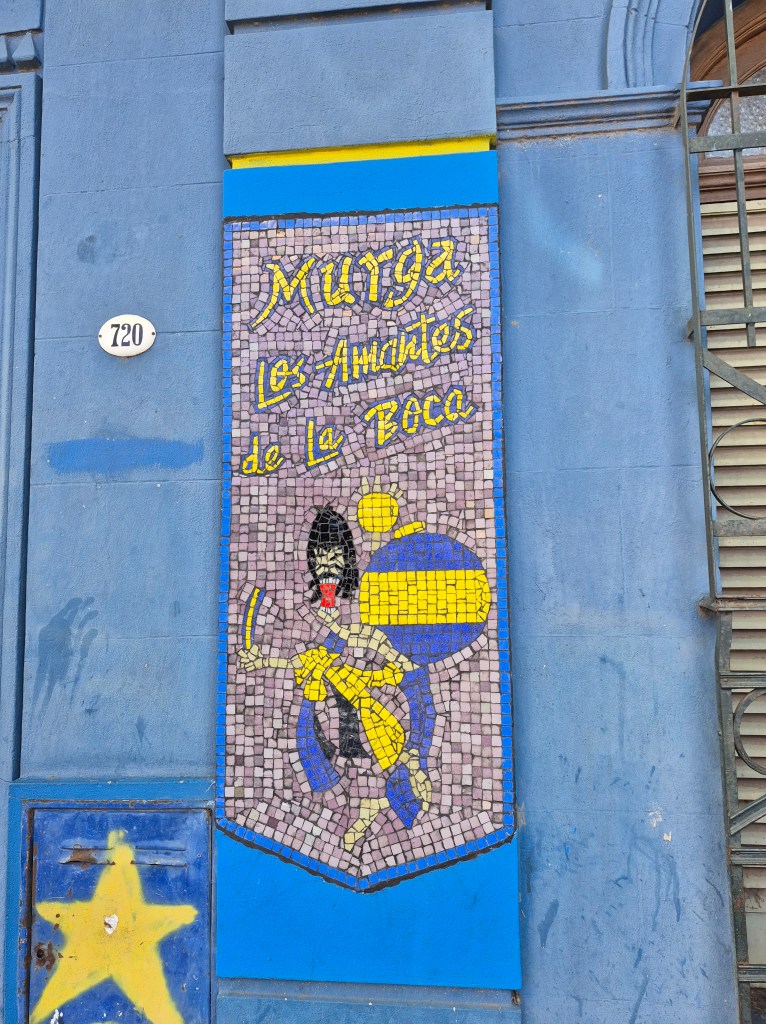 Murga
Los Amantes
de La Boca
720